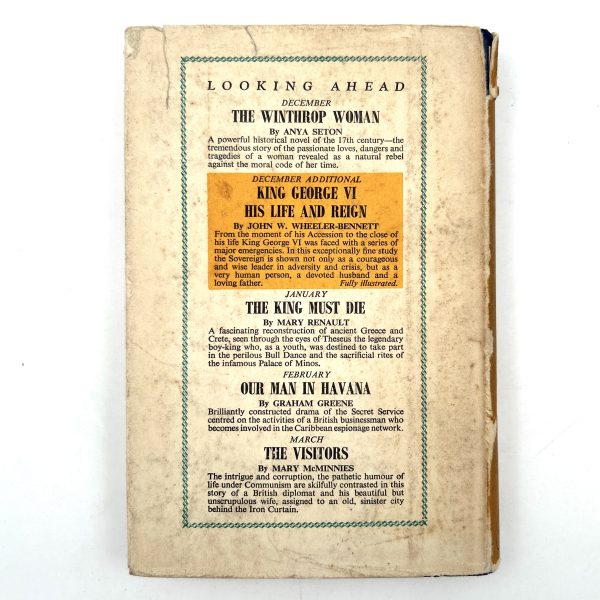 LOOKING AHEAD
DECEMBER
THE WINTHROP WOMAN
By ANYA SETON
A powerful historical novel of the 17th century—the
tremendous story of the passionate loves, dangers and
tragedies of a woman revealed as a natural rebel
against the moral code of her time.
DECEMBER ADDITIONAL
KING GEORGE VI
HIS LIFE AND REIGN
By JOHN W. WHEELER-BENNETT
From the moment of his Accession to the close of
his life King George VI was faced with a series of
major emergencies. In this exceptionally fine study
the Sovereign is shown not only as a courageous
and wise leader in adversity and crisis, but as a
very human person, a devoted husband and a
loving father. Fully illustrated.
JANUARY
THE KING MUST DIE
By MARY RENAULT
A fascinating reconstruction of ancient Greece and
Crete, seen through the eyes of Theseus the legendary
boy-king who, as a youth, was destined to take part
in the perilous Bull Dance and the sacrificial rites of
the infamous Palace of Minos.
FEBRUARY
OUR MAN IN HAVANA
By GRAHAM GREENE
Brilliantly constructed drama of the Secret Service
centred on the activities of a British businessman who
becomes involved in the Caribbean espionage network.
MARCH
THE VISITORS
By MARY McMINNIES
The intrigue and corruption, the pathetic humour of
life under Communism are skilfully contrasted in this
story of a British diplomat and his beautiful but
unscrupulous wife, assigned to an old, sinister city
behind the Iron Curtain.